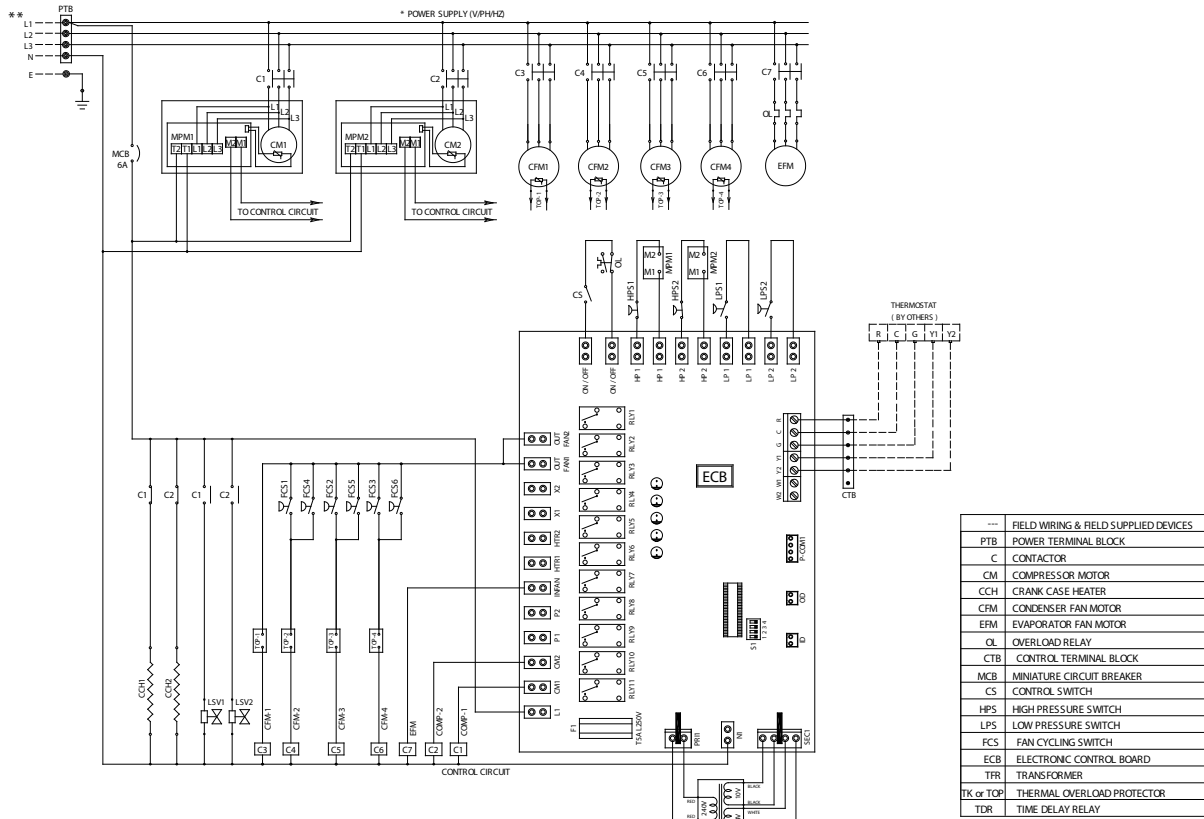 * *
PTB
* POWER SUPPLY (V/PH/HZ)
L1
L2
L3
N
E
C1
C2
C3
C4
C5
C6
C7
OL
L1
L2
L3
L1
L2
L3
MPM1
T2 T1 L1 L2 L3
M2 M1
CM1
MPM2
T2 T1 L1 L2 L3
M2 M1
CM2
CFM1
CFM2
CFM3
CFM4
EFM
TOP-1
TOP-2
TOP-3
TOP-4
MCB
6A
TO CONTROL CIRCUIT
TO CONTROL CIRCUIT
CS
OL
HPS1
M2
M1
MPM1
HPS2
M2
M1
MPM2
LPS1
LPS2
THERMOSTAT
( BY OTHERS )
R C G Y1 Y2
ON / OFF
ON / OFF
HP 1
HP 1
HP 2
HP 2
LP 1
LP 1
LP 2
LP 2
OUT
FAN2
OUT
FAN1
X2
X1
HTR2
HTR1
INFAN
P2
P1
CM2
CM1
L1
RLY1
RLY2
RLY3
RLY4
RLY5
RLY6
RLY7
RLY8
RLY9
RLY10
RLY11
ECB
R
C
G
Y1
Y2
W1
W2
CTB
P-COM1
OD
ID
S1
1 2 3 4
F1
T5A L250V
PRI1
N1
SEC1
C1
C2
C1
C2
FCS1
FCS4
FCS2
FCS5
FCS3
FCS6
TOP-1
TOP-2
TOP-3
TOP-4
CCH1
CCH2
LSV1
LSV2
CFM-1
CFM-2
CFM-3
CFM-4
EFM
COMP-2
COMP-1
C3
C4
C5
C6
C7
C2
C1
CONTROL CIRCUIT
RED
RED
240V
10V
BLACK
BLACK
WHITE
--- FIELD WIRING & FIELD SUPPLIED DEVICES
PTB POWER TERMINAL BLOCK
C CONTACTOR
CM COMPRESSOR MOTOR
CCH CRANK CASE HEATER
CFM CONDENSER FAN MOTOR
EFM EVAPORATOR FAN MOTOR
OL OVERLOAD RELAY
CTB CONTROL TERMINAL BLOCK
MCB MINIATURE CIRCUIT BREAKER
CS CONTROL SWITCH
HPS HIGH PRESSURE SWITCH
LPS LOW PRESSURE SWITCH
FCS FAN CYCLING SWITCH
ECB ELECTRONIC CONTROL BOARD
TFR TRANSFORMER
TK or TOP THERMAL OVERLOAD PROTECTOR
TDR TIME DELAY RELAY